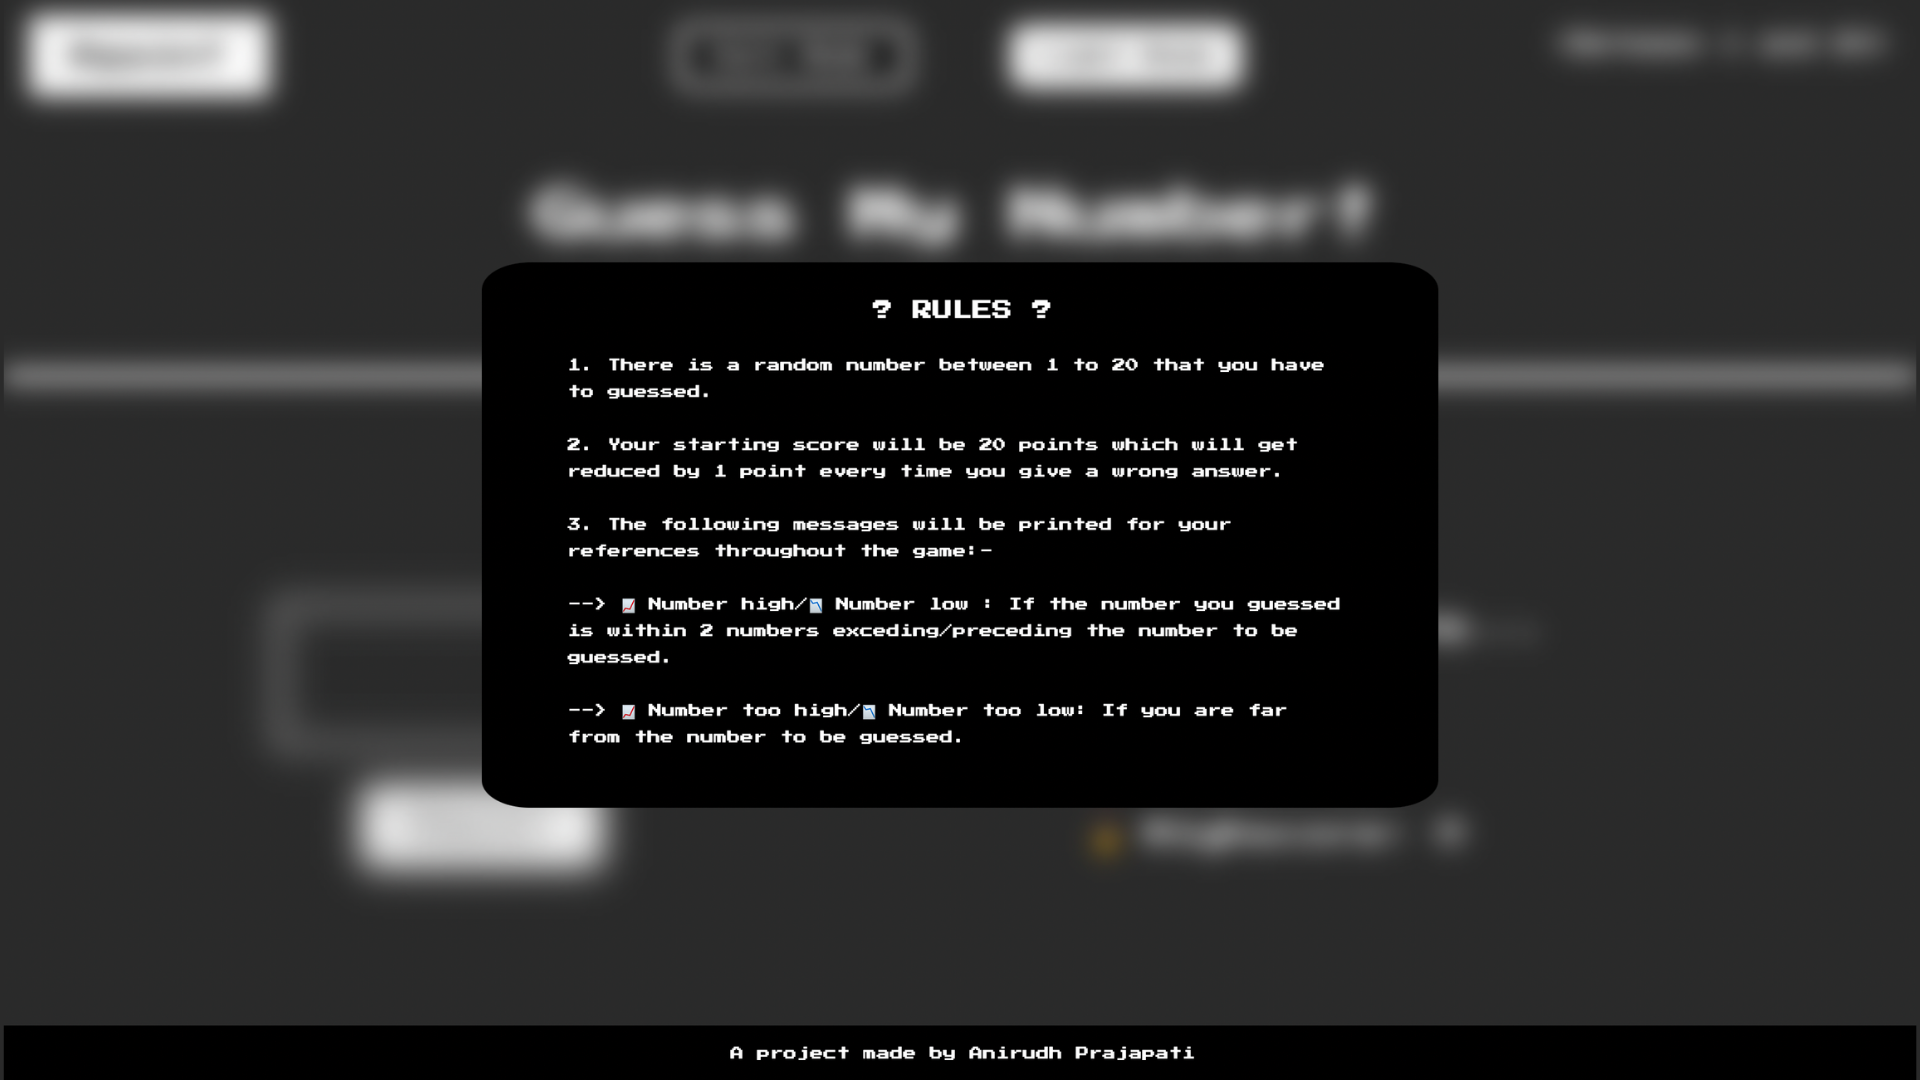 Guess My Number!
? RULES ?
1. There is a random number between 1 to 20 that you have
to guessed.
2. Your starting score will be 20 points which will get
reduced by 1 point every time you give a wrong answer.
3. The following messages will be printed for your
references throughout the game:-
--> 📈 Number high/📉 Number low : If the number you guessed
is within 2 numbers exceding/preceding the number to be
guessed.
--> 📈 Number too high/📉 Number too low: If you are far
from the number to be guessed.
Highscore:
A project made by Anirudh Prajapati